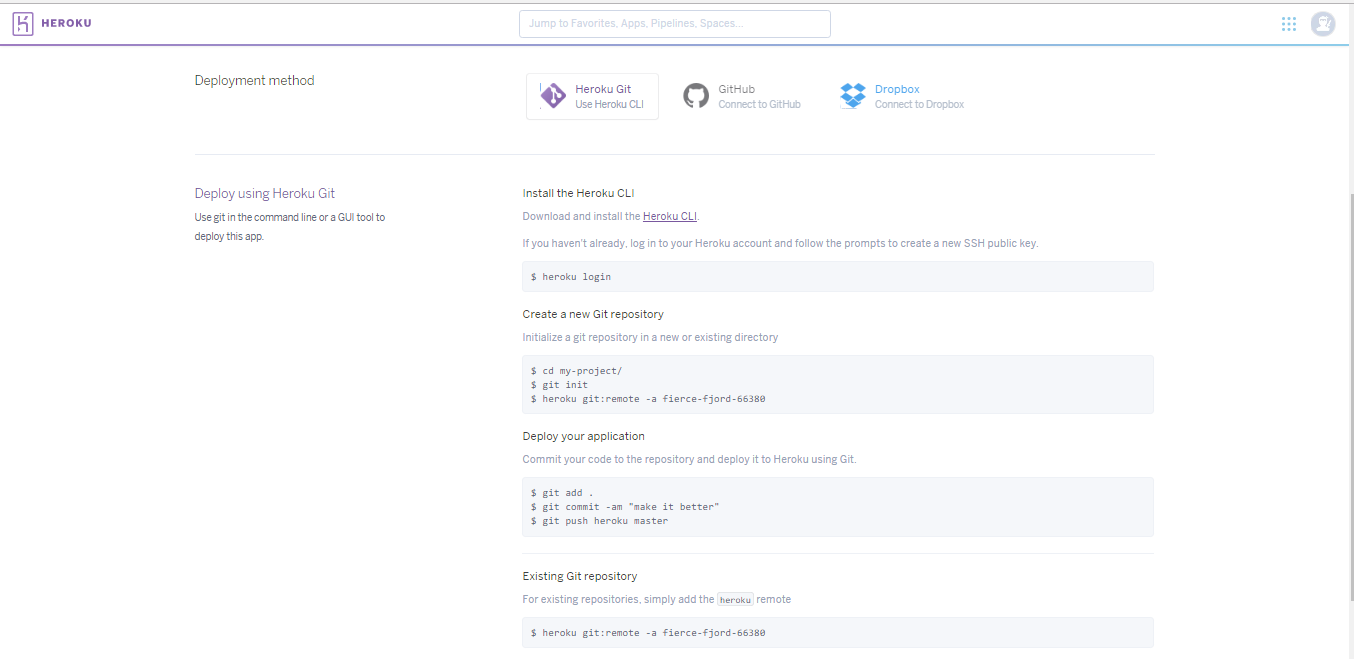 HEROKU
Jump to Favorites, Apps, Pipelines, Spaces...
Deployment method
Heroku Git
Use Heroku CLI
GitHub
Connect to GitHub
Dropbox
Connect to Dropbox
Deploy using Heroku Git
Use git in the command line or a GUI tool to
deploy this app.
Install the Heroku CLI
Download and install the Heroku CLI.
If you haven't already, log in to your Heroku account and follow the prompts to create a new SSH public key.
$ heroku login
Create a new Git repository
Initialize a git repository in a new or existing directory
$ cd my-project/
$ git init
$ heroku git:remote -a fierce-fjord-66380
Deploy your application
Commit your code to the repository and deploy it to Heroku using Git.
$ git add .
$ git commit -am "make it better"
$ git push heroku master
Existing Git repository
For existing repositories, simply add the heroku remote
$ heroku git:remote -a fierce-fjord-66380